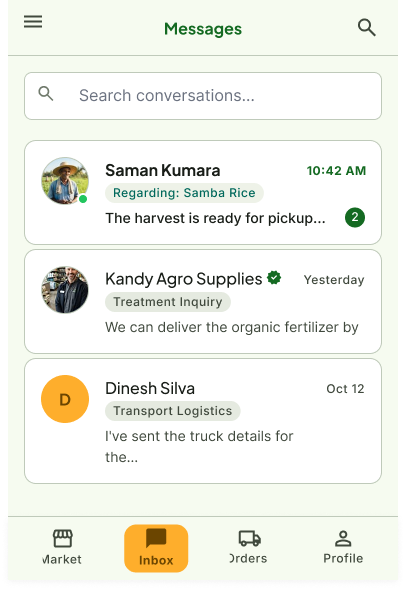 Messages
Search conversations...
Saman Kumara
10:42 AM
Regarding: Samba Rice
The harvest is ready for pickup...
2
Kandy Agro Supplies
Yesterday
Treatment Inquiry
We can deliver the organic fertilizer by
D
Dinesh Silva
Oct 12
Transport Logistics
I've sent the truck details for
the...
Market
Inbox
Orders
Profile